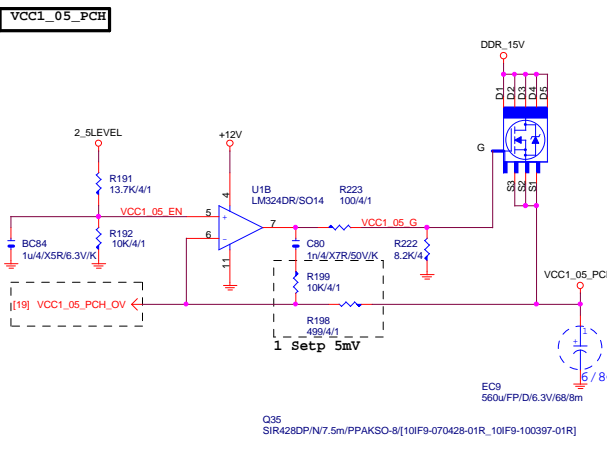 VCC1_05_PCH
DDR_15V
D1
D2
D3
D4
D5
2_5LEVEL
+12V
G
R191
13.7K/4/1
U1B
LM324DR/SO14
R223
100/4/1
4
S3
S2
S1
VCC1_05_EN
5
+
7
VCC1_05_G
6
−
BC84
1u/4/X5R/6.3V/K
R192
10K/4/1
11
C80
1n/4/X7R/50V/K
R222
8.2K/4
R199
10K/4/1
VCC1_05_PCH
[19] VCC1_05_PCH_OV
R198
499/4/1
1 Setp 5mV
1
+
6/8
EC9
560u/FP/D/6.3V/68/8m
Q35
SIR428DP/N/7.5m/PPAKSO-8/[10IF9-070428-01R_10IF9-100397-01R]